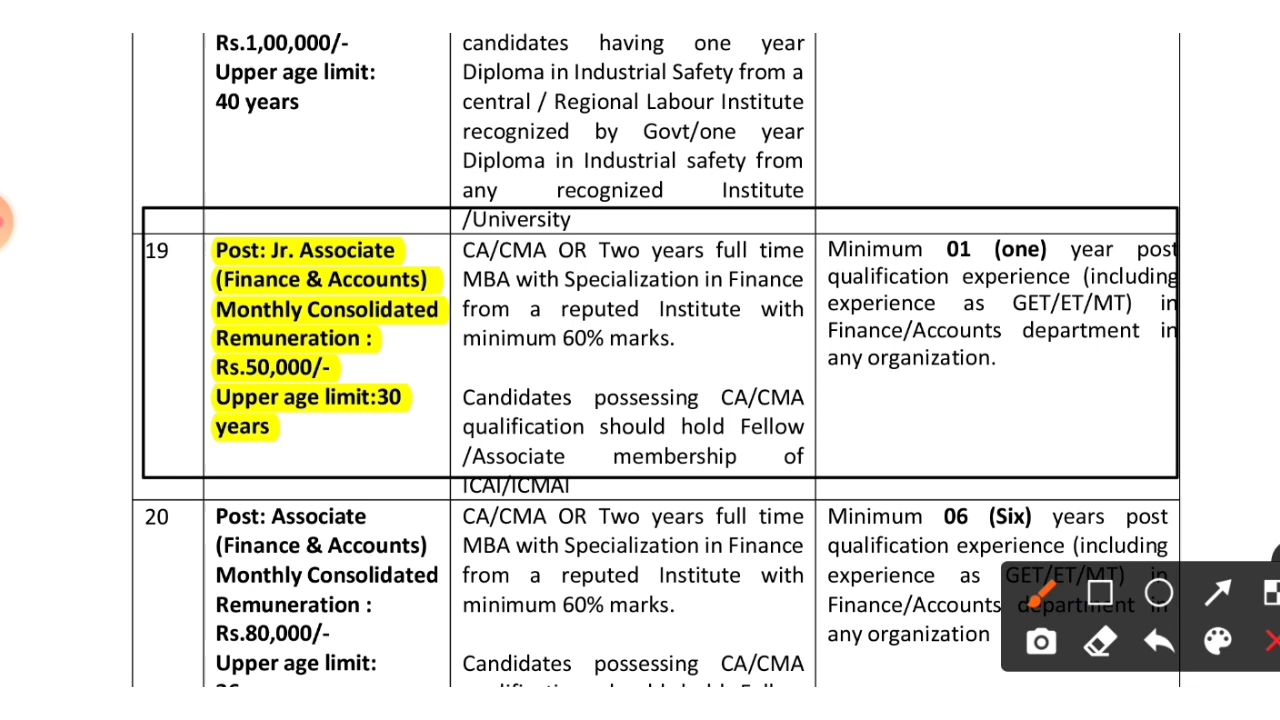 Rs.1,00,000/-
Upper age limit:
40 years
candidates having one year
Diploma in Industrial Safety from a
central / Regional Labour Institute
recognized by Govt/one year
Diploma in Industrial safety from
any recognized Institute
/University
19
Post: Jr. Associate
(Finance & Accounts)
Monthly Consolidated
Remuneration :
Rs.50,000/-
Upper age limit:30
years
CA/CMA OR Two years full time
MBA with Specialization in Finance
from a reputed Institute with
minimum 60% marks.
Candidates possessing CA/CMA
qualification should hold Fellow
/Associate membership of
ICAI/ICMAI
Minimum 01 (one) year post
qualification experience (including
experience as GET/ET/MT) in
Finance/Accounts department in
any organization.
20
Post: Associate
(Finance & Accounts)
Monthly Consolidated
Remuneration :
Rs.80,000/-
Upper age limit:
CA/CMA OR Two years full time
MBA with Specialization in Finance
from a reputed Institute with
minimum 60% marks.
Candidates possessing CA/CMA
Minimum 06 (Six) years post
qualification experience (including
experience as GET/ET/MT) in
Finance/Accounts department in
any organization